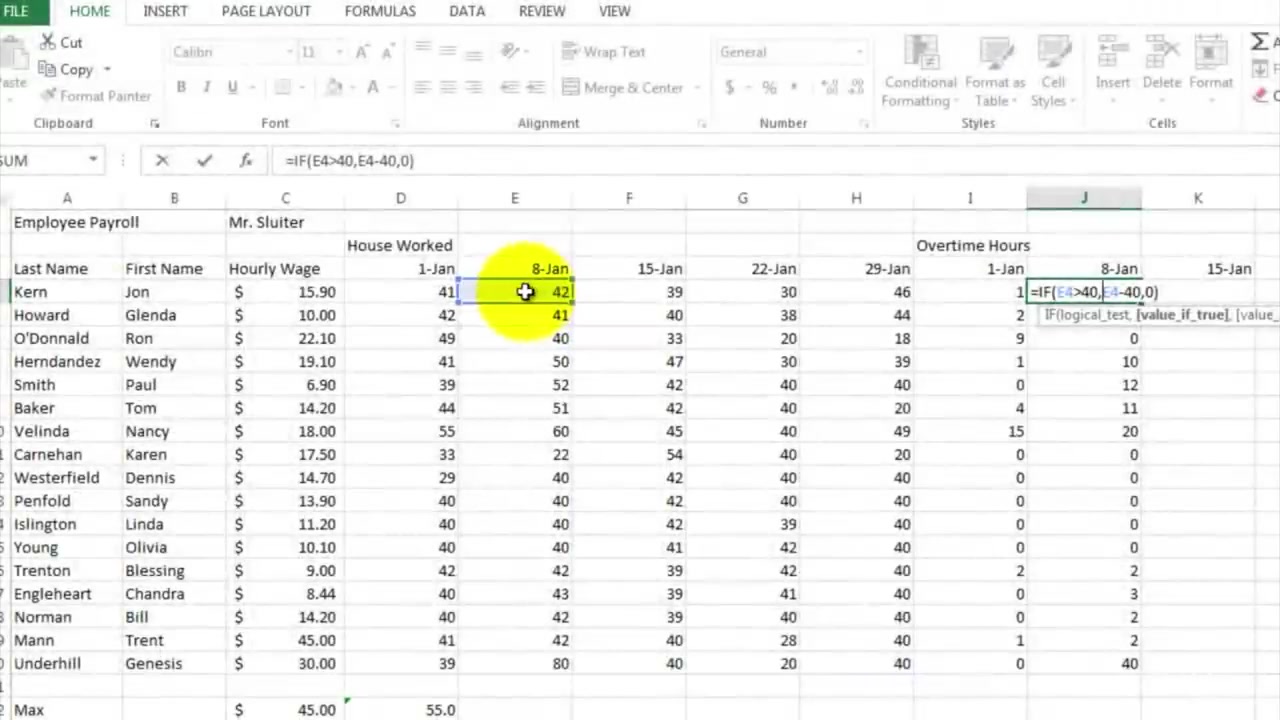 FILE HOME INSERT PAGE LAYOUT FORMULAS DATA REVIEW VIEW
Cut
Calibri 11 Wrap Text General
Copy
B I U Merge & Center $ % Conditional Format as Cell Insert Delete Format
Format Painter Formatting Table Styles
Clipboard Font Alignment Number Styles Cells
SUM fx =IF(E4>40,E4-40,0)
A B C D E F G H I J K
Employee Payroll Mr. Sluiter
House Worked Overtime Hours
Last Name First Name Hourly Wage 1-Jan 8-Jan 15-Jan 22-Jan 29-Jan 1-Jan 8-Jan 15-Jan
Kern Jon $ 15.90 41 42 39 30 46 1 =IF(E4>40,E4-40,0)
Howard Glenda $ 10.00 42 41 40 38 44 2 IF(logical_test, [value_if_true], [value_
O'Donnald Ron $ 22.10 49 40 33 20 18 9 0
Herndandez Wendy $ 19.10 41 50 47 30 39 1 10
Smith Paul $ 6.90 39 52 42 40 40 0 12
Baker Tom $ 14.20 44 51 42 40 20 4 11
Velinda Nancy $ 18.00 55 60 45 40 49 15 20
Carnehan Karen $ 17.50 33 22 54 40 20 0 0
Westerfield Dennis $ 14.70 29 40 42 40 40 0 0
Penfold Sandy $ 13.90 40 40 42 40 40 0 0
Islington Linda $ 11.20 40 40 42 39 40 0 0
Young Olivia $ 10.10 40 40 41 42 40 0 0
Trenton Blessing $ 9.00 42 42 39 42 40 2 2
Engleheart Chandra $ 8.44 40 43 39 41 40 0 3
Norman Bill $ 14.20 40 42 39 40 40 0 2
Mann Trent $ 45.00 41 42 40 28 40 1 2
Underhill Genesis $ 30.00 39 80 40 20 40 0 40
Max $ 45.00 55.0